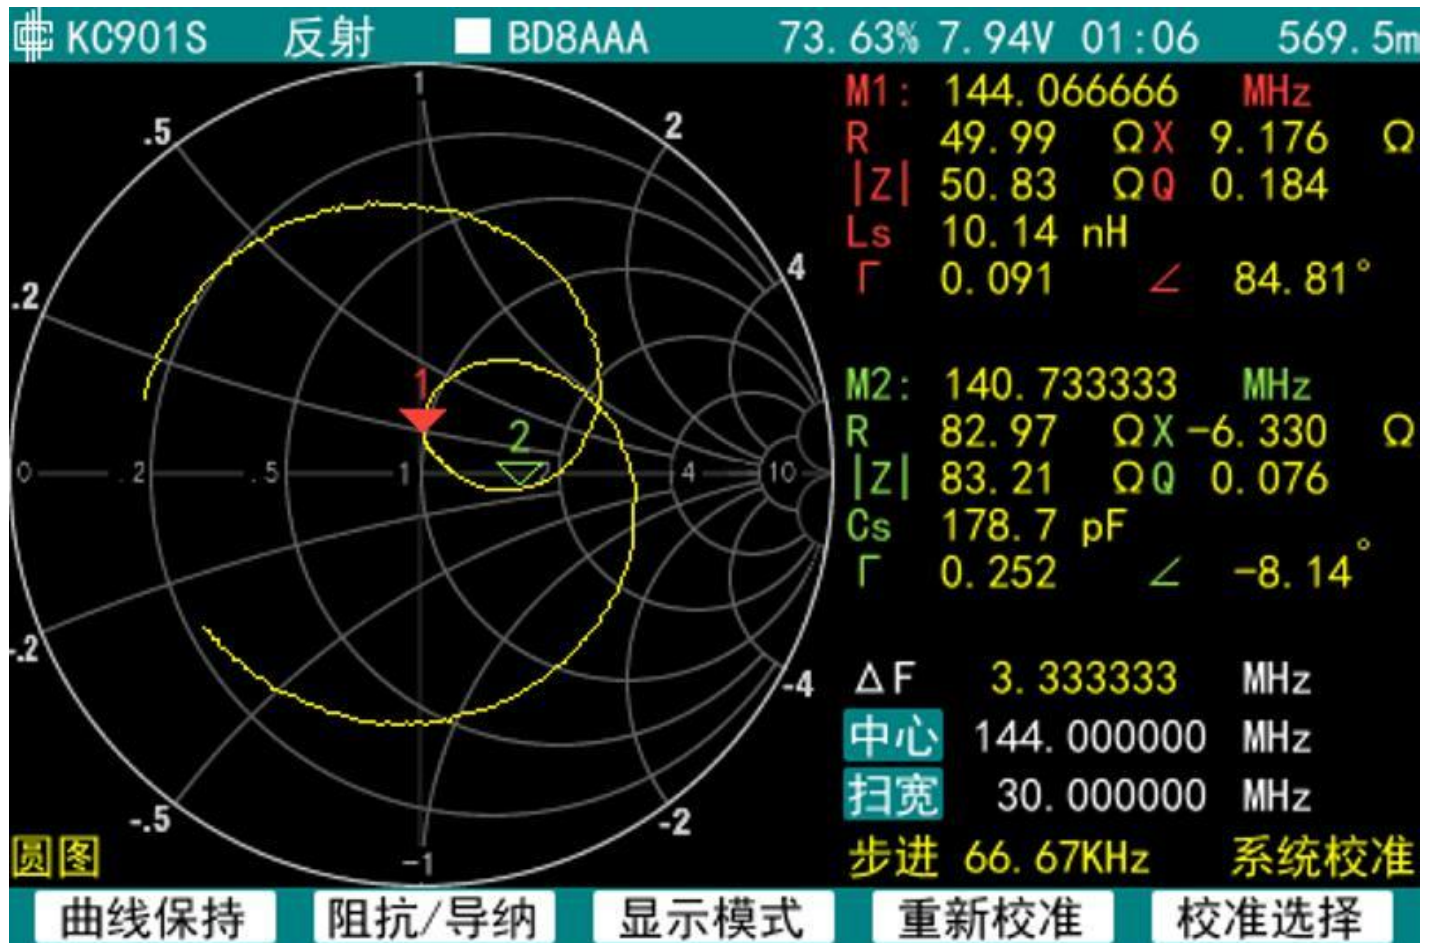 KC901S 反射 BD8AAA 73.63% 7.94V 01:06 569.5m
1
.5
2
.2
4
0 .2 .5 1 4 10
1
2
-.2
-4
-.5
-2
-1
圆图
M1: 144.066666 MHz
R 49.99 Ω X 9.176 Ω
|Z| 50.83 Ω Q 0.184
Ls 10.14 nH
Γ 0.091 ∠ 84.81°
M2: 140.733333 MHz
R 82.97 Ω X -6.330 Ω
|Z| 83.21 Ω Q 0.076
Cs 178.7 pF
Γ 0.252 ∠ -8.14°
ΔF 3.333333 MHz
中心 144.000000 MHz
扫宽 30.000000 MHz
步进 66.67KHz 系统校准
曲线保持 阻抗/导纳 显示模式 重新校准 校准选择